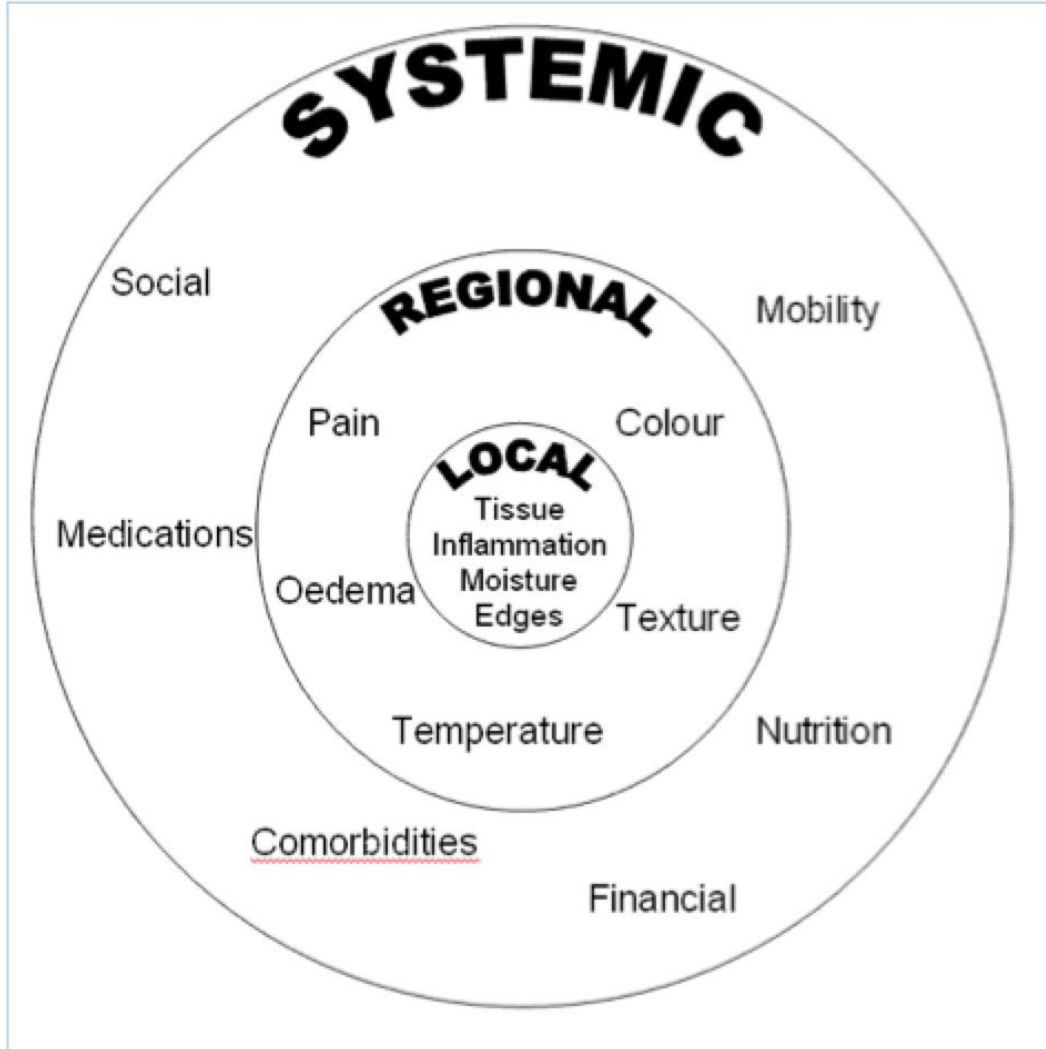 SYSTEMIC
Social
REGIONAL
Mobility
Pain
Colour
LOCAL
Tissue
Inflammation
Moisture
Edges
Medications
Oedema
Texture
Temperature
Nutrition
Comorbidities
Financial